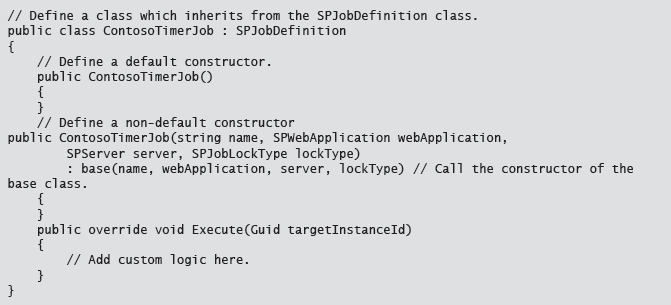 // Define a class which inherits from the SPJobDefinition class.
public class ContosoTimerJob : SPJobDefinition
{
    // Define a default constructor.
    public ContosoTimerJob()
    {
    }
    // Define a non-default constructor
public ContosoTimerJob(string name, SPWebApplication webApplication,
        SPServer server, SPJobLockType lockType)
        : base(name, webApplication, server, lockType) // Call the constructor of the
base class.
    {
    }
    public override void Execute(Guid targetInstanceId)
    {
        // Add custom logic here.
    }
}